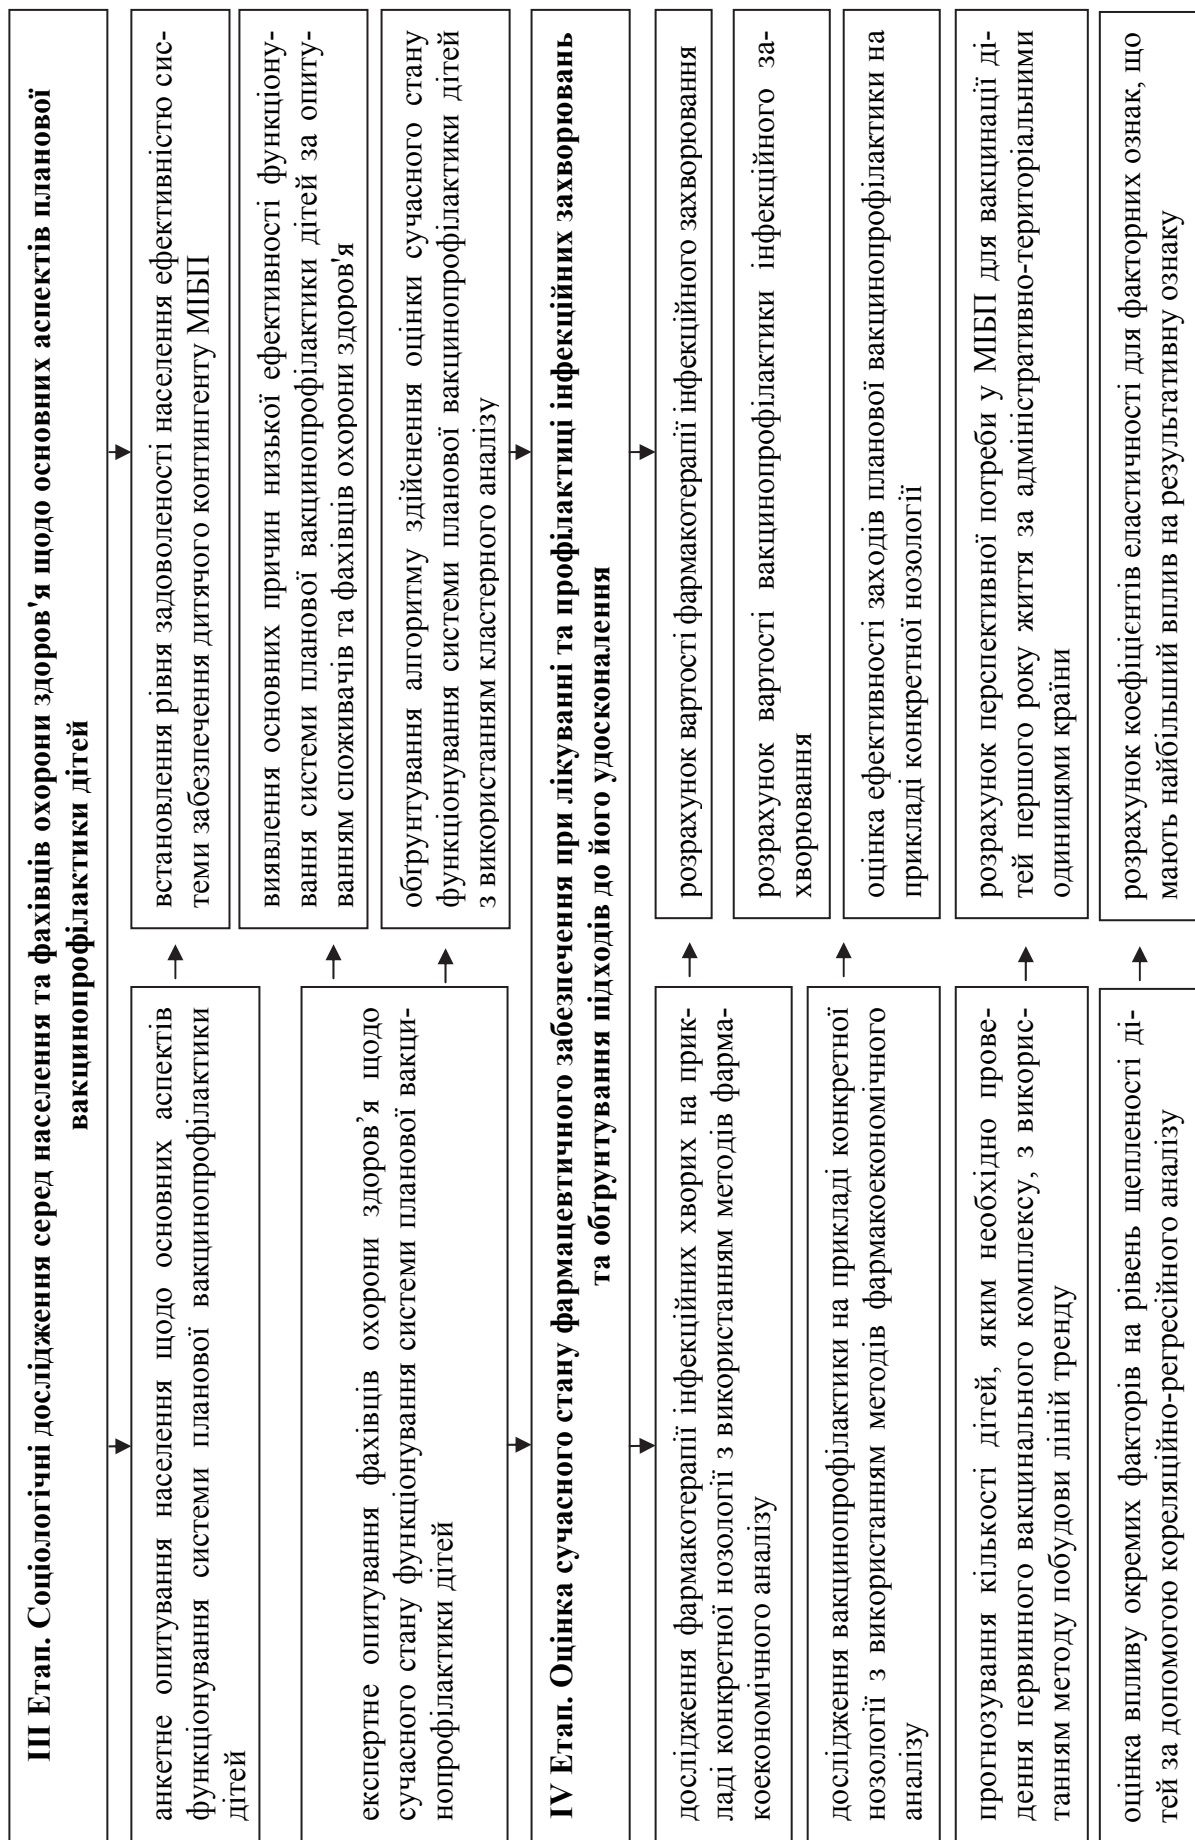 ІІІ Етап. Соціологічні дослідження серед населення та фахівців охорони здоров'я щодо основних аспектів планової
вакцинопрофілактики дітей
анкетне опитування населення щодо основних аспектів
функціонування системи планової вакцинопрофілактики
дітей
встановлення рівня задоволеності населення ефективністю сис-
теми забезпечення дитячого контингенту МІБП
виявлення основних причин низької ефективності функціону-
вання системи планової вакцинопрофілактики дітей за опиту-
ванням споживачів та фахівців охорони здоров'я
експертне опитування фахівців охорони здоров’я щодо
сучасного стану функціонування системи планової вакци-
нопрофілактики дітей
обґрунтування алгоритму здійснення оцінки сучасного стану
функціонування системи планової вакцинопрофілактики дітей
з використанням кластерного аналізу
IV Етап. Оцінка сучасного стану фармацевтичного забезпечення при лікуванні та профілактиці інфекційних захворювань
та обґрунтування підходів до його удосконалення
дослідження фармакотерапії інфекційних хворих на прик-
ладі конкретної нозології з використанням методів фарма-
коекономічного аналізу
розрахунок вартості фармакотерапії інфекційного захворювання
розрахунок вартості вакцинопрофілактики інфекційного за-
хворювання
дослідження вакцинопрофілактики на прикладі конкретної
нозології з використанням методів фармакоекономічного
аналізу
оцінка ефективності заходів планової вакцинопрофілактики на
прикладі конкретної нозології
прогнозування кількості дітей, яким необхідно прове-
дення первинного вакцинального комплексу, з викорис-
танням методу побудови ліній тренду
розрахунок перспективної потреби у МІБП для вакцинації ді-
тей першого року життя за адміністративно-територіальними
одиницями країни
оцінка впливу окремих факторів на рівень щепленості ді-
тей за допомогою кореляційно-регресійного аналізу
розрахунок коефіцієнтів еластичності для факторних ознак, що
мають найбільший вплив на результативну ознаку